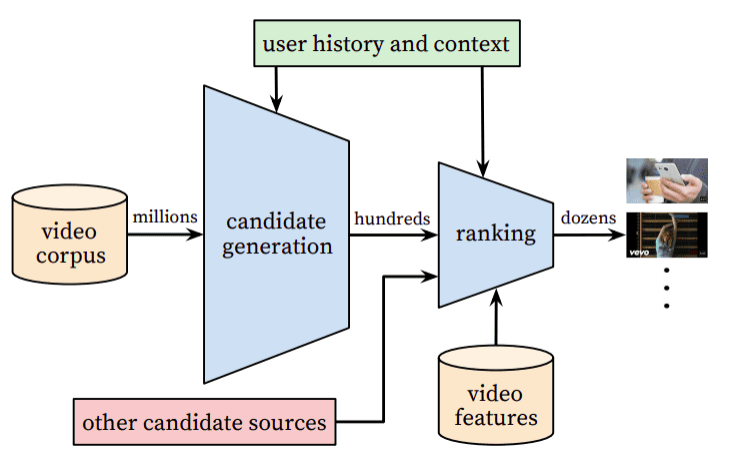 user history and context
video
corpus
millions
candidate
generation
hundreds
ranking
dozens
vevo
other candidate sources
video
features